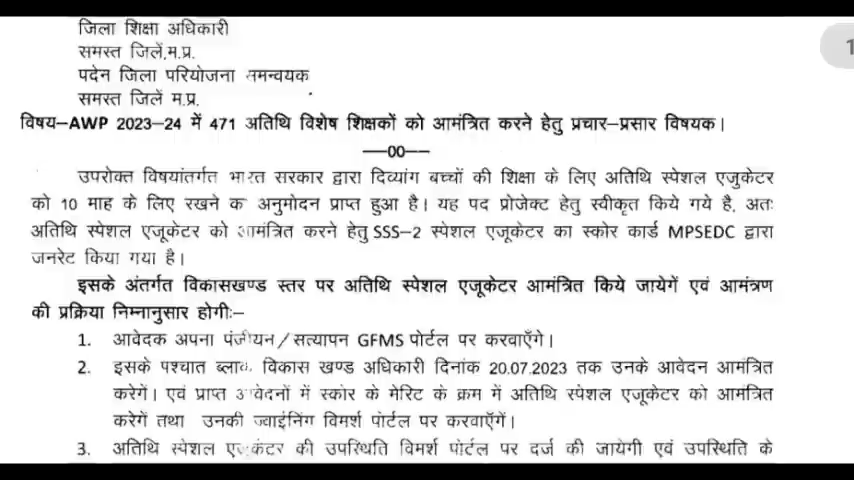 जिला शिक्षा अधिकारी
समस्त जिलें,म.प्र.
पदेन जिला परियोजना समन्वयक
समस्त जिलें म.प्र.
विषय–AWP 2023–24 में 471 अतिथि विशेष शिक्षकों को आमंत्रित करने हेतु प्रचार–प्रसार विषयक।
—00—
उपरोक्त विषयांतर्गत भारत सरकार द्वारा दिव्यांग बच्चों की शिक्षा के लिए अतिथि स्पेशल एजुकेटर
को 10 माह के लिए रखने का अनुमोदन प्राप्त हुआ है। यह पद प्रोजेक्ट हेतु स्वीकृत किये गये है, अतः
अतिथि स्पेशल एजूकेटर को आमंत्रित करने हेतु SSS–2 स्पेशल एजूकेटर का स्कोर कार्ड MPSEDC द्वारा
जनरेट किया गया है।
इसके अंतर्गत विकासखण्ड स्तर पर अतिथि स्पेशल एजूकेटर आमन्त्रित किये जायेगें एवं आमंत्रण
की प्रक्रिया निम्नानुसार होगीः–
1. आवेदक अपना पंजीयन/सत्यापन GFMS पोर्टल पर करवाएँगे।
2. इसके पश्चात ब्लाक विकास खण्ड अधिकारी दिनांक 20.07.2023 तक उनके आवेदन आमंत्रित
करेगें। एवं प्राप्त आवेदनों में स्कोर के मेरिट के क्रम में अतिथि स्पेशल एजूकेटर को आमंत्रित
करेगें तथा उनकी ज्वाईनिंग विमर्श पोर्टल पर करवाऍगें।
3. अतिथि स्पेशल एजूकेटर की उपस्थिति विमर्श पोर्टल पर दर्ज की जायेगी एवं उपस्थिति के
1